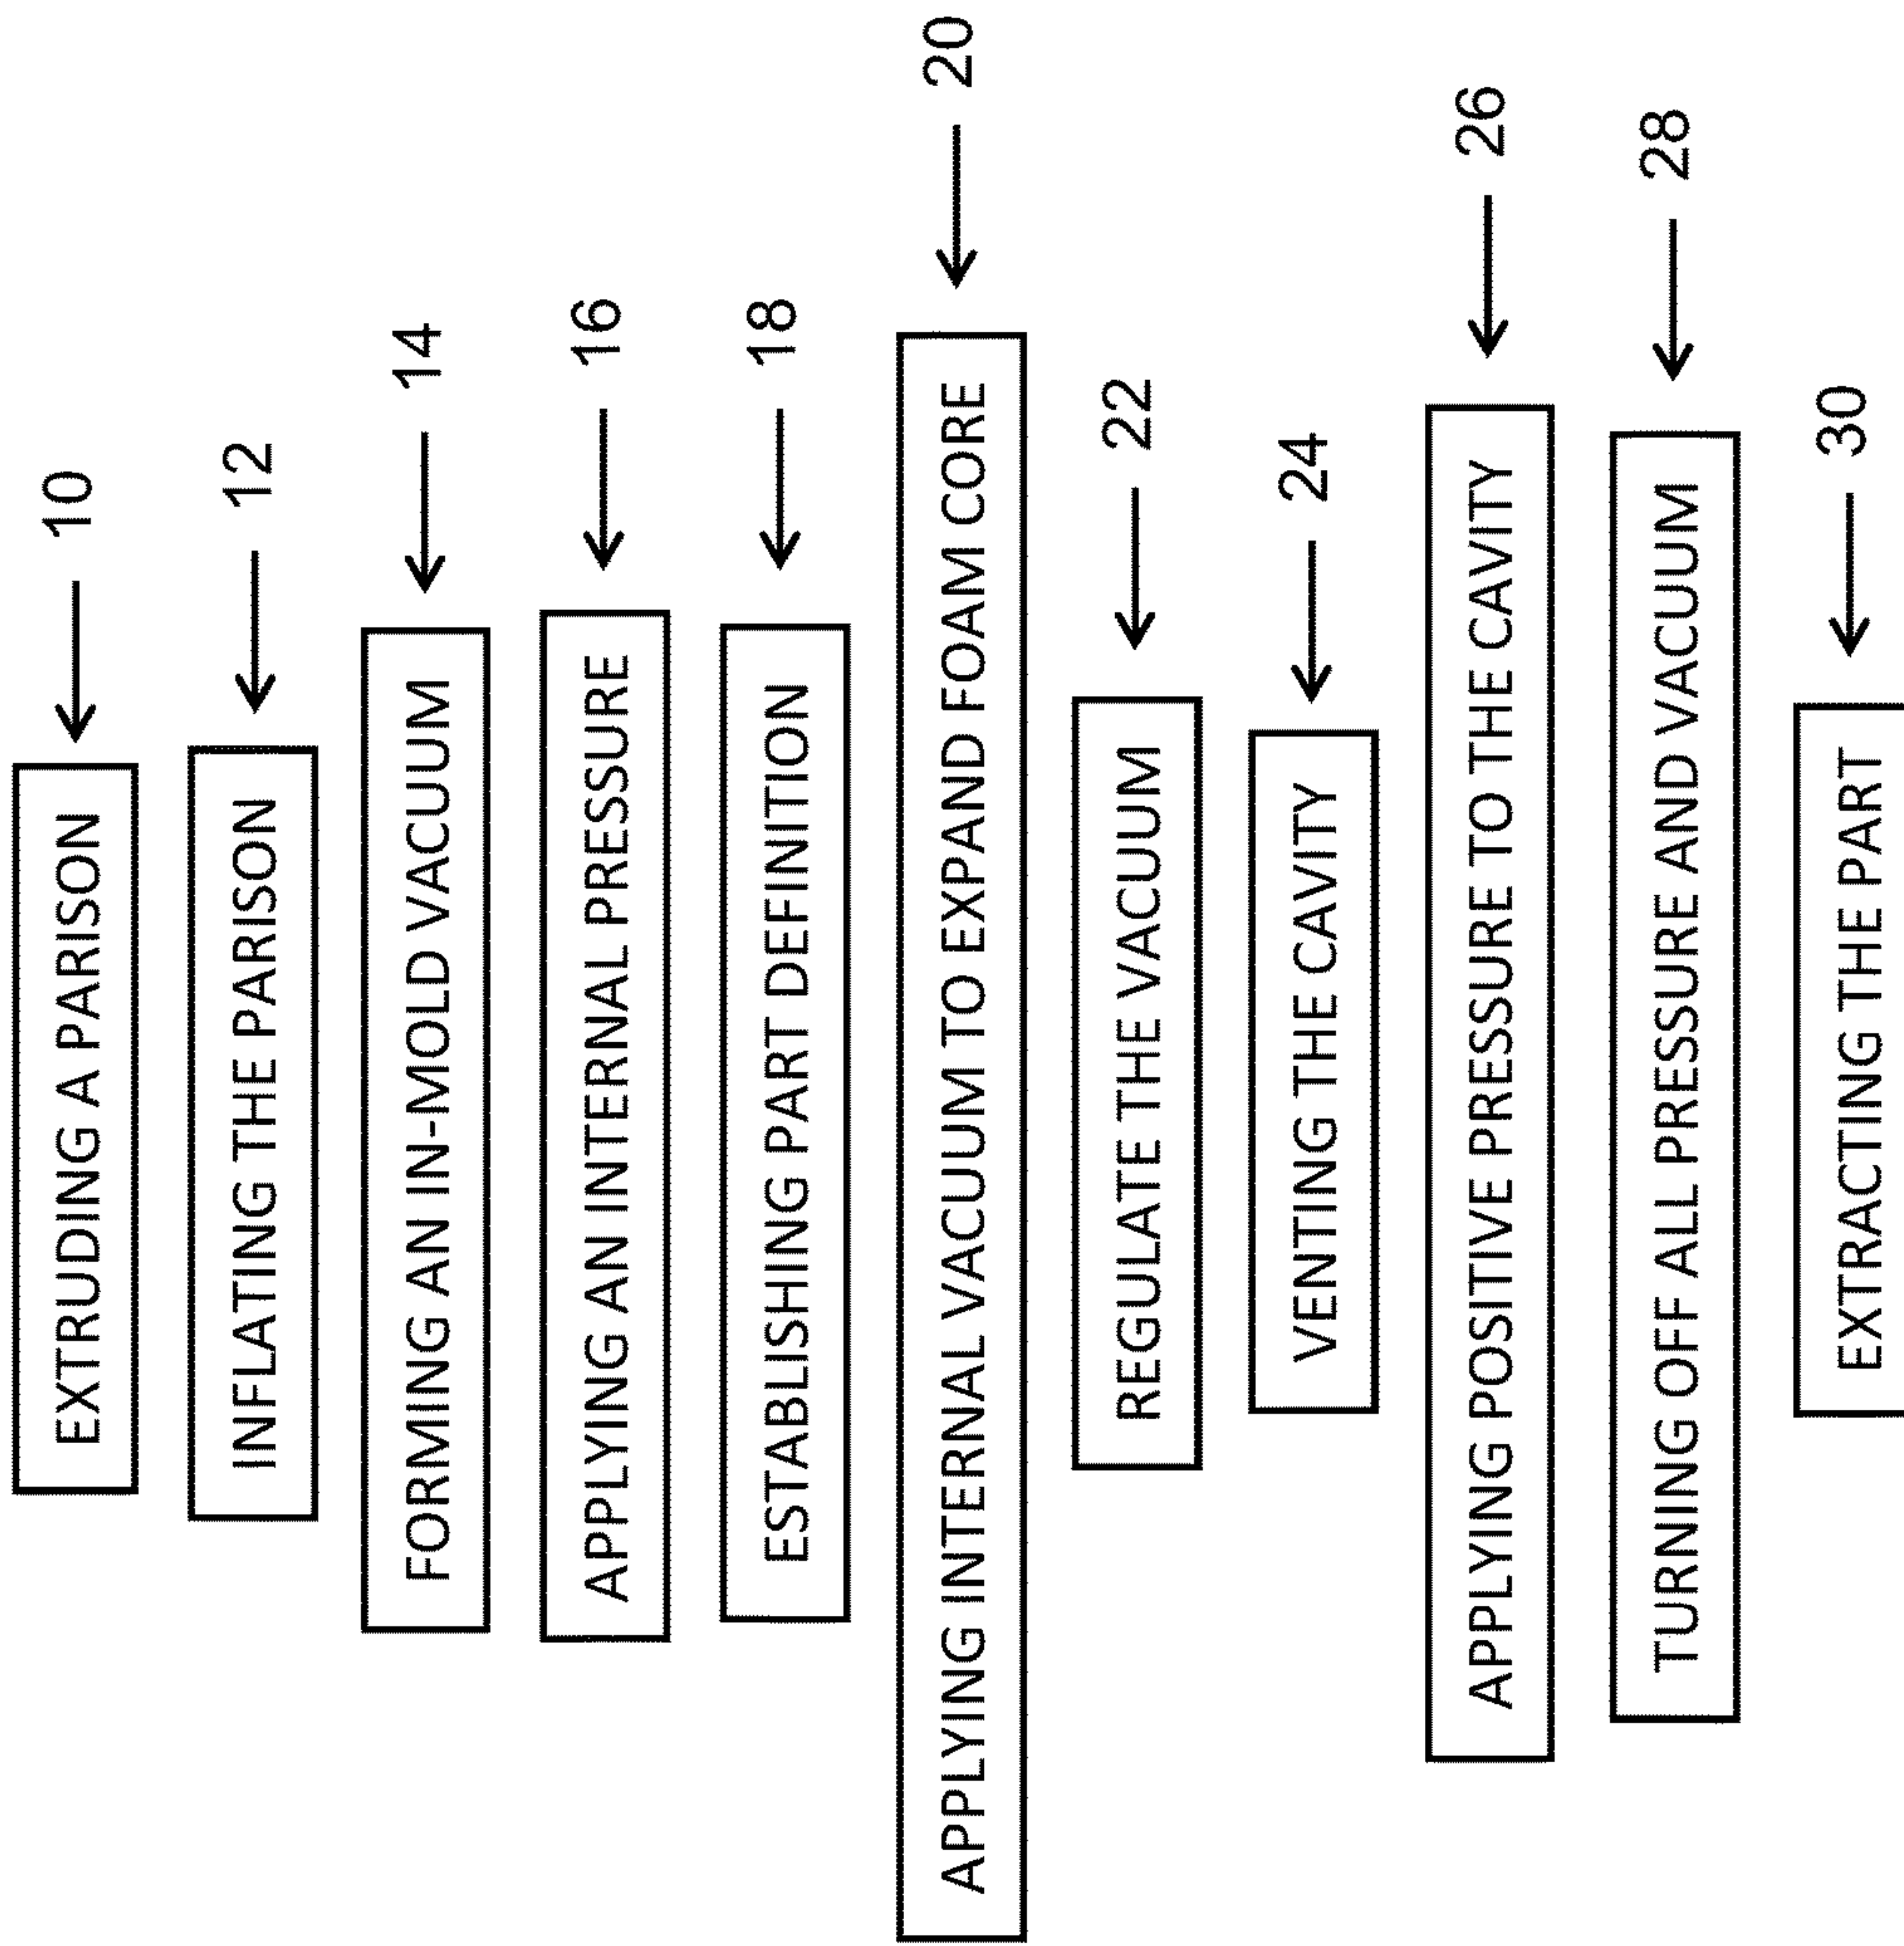 EXTRUDING A PARISON 10
INFLATING THE PARISON 12
FORMING AN IN-MOLD VACUUM 14
APPLYING AN INTERNAL PRESSURE 16
ESTABLISHING PART DEFINITION 18
APPLYING INTERNAL VACUUM TO EXPAND FOAM CORE 20
REGULATE THE VACUUM 22
VENTING THE CAVITY 24
APPLYING POSITIVE PRESSURE TO THE CAVITY 26
TURNING OFF ALL PRESSURE AND VACUUM 28
EXTRACTING THE PART 30